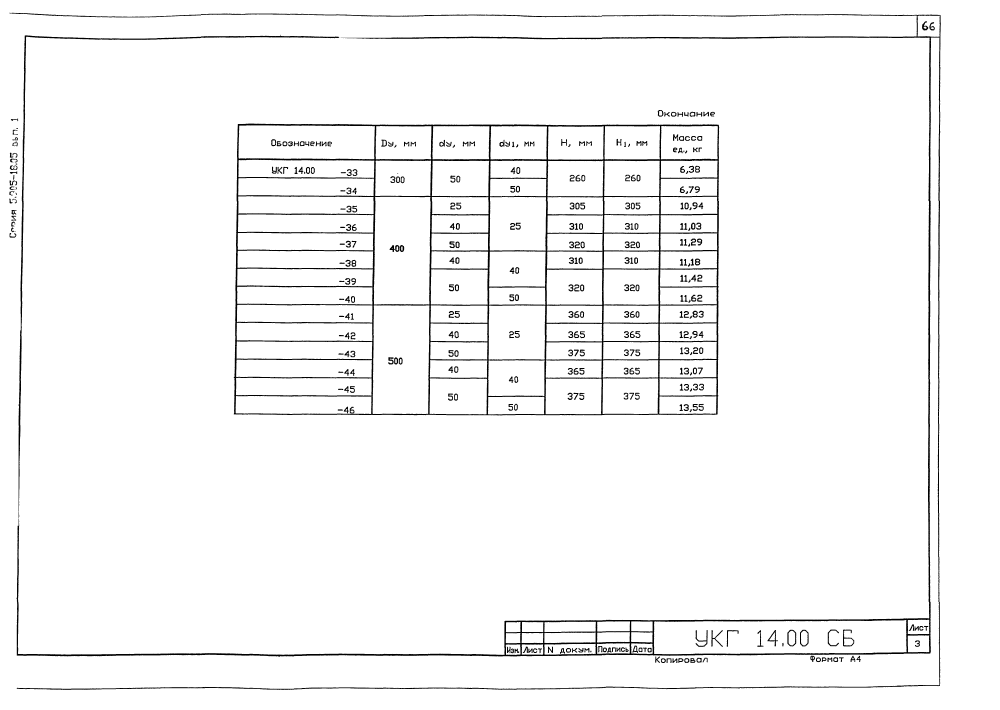 66
Серия 5.905-18.05 вып. 1
Окончание
Обозначение Dу, мм dу, мм dу1, мм H, мм H1, мм Масса ед., кг
УКГ 14.00 -33 300 50 40 260 260 6,38
-34 50 6,79
-35 400 25 25 305 305 10,94
-36 40 310 310 11,03
-37 50 320 320 11,29
-38 40 40 310 310 11,18
-39 50 320 320 11,42
-40 50 11,62
-41 500 25 25 360 360 12,83
-42 40 365 365 12,94
-43 50 375 375 13,20
-44 40 40 365 365 13,07
-45 50 375 375 13,33
-46 50 13,55
Изм. Лист N докум. Подпись Дата
УКГ 14.00 СБ
Лист
3
Копировал Формат А4